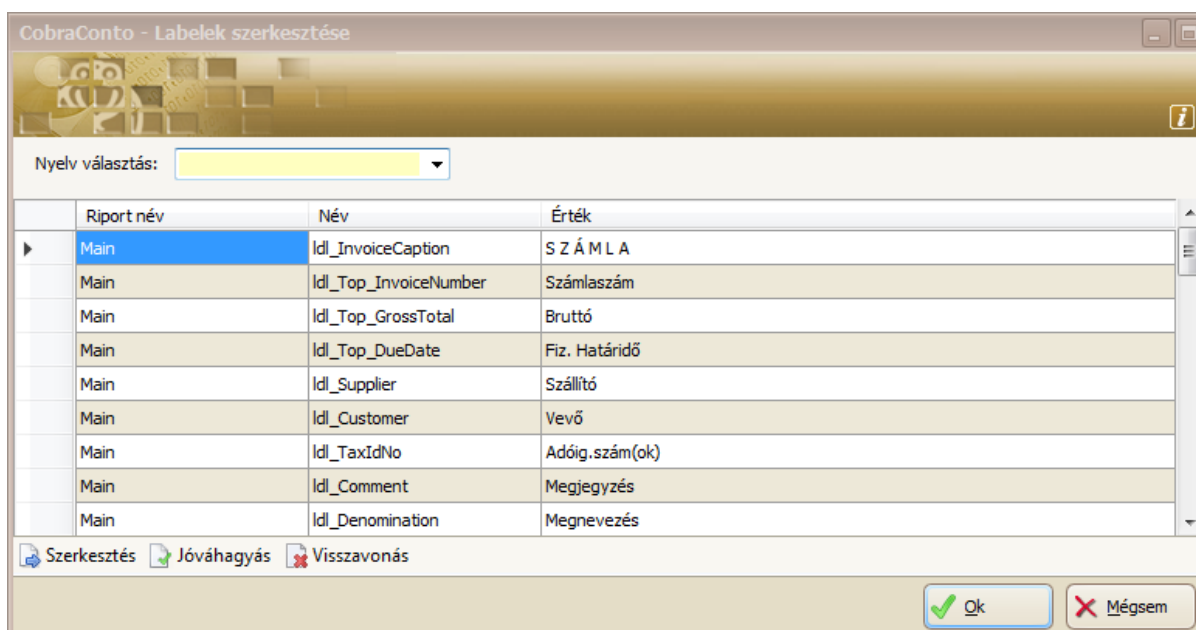 CobraConto - Labelek szerkesztése
Nyelv választás:
Riport név Név Érték
Main ldl_InvoiceCaption S Z Á M L A
Main ldl_Top_InvoiceNumber Számlaszám
Main ldl_Top_GrossTotal Bruttó
Main ldl_Top_DueDate Fiz. Határidő
Main ldl_Supplier Szállító
Main ldl_Customer Vevő
Main ldl_TaxIdNo Adóig.szám(ok)
Main ldl_Comment Megjegyzés
Main ldl_Denomination Megnevezés
Szerkesztés Jóváhagyás Visszavonás
Ok Mégsem